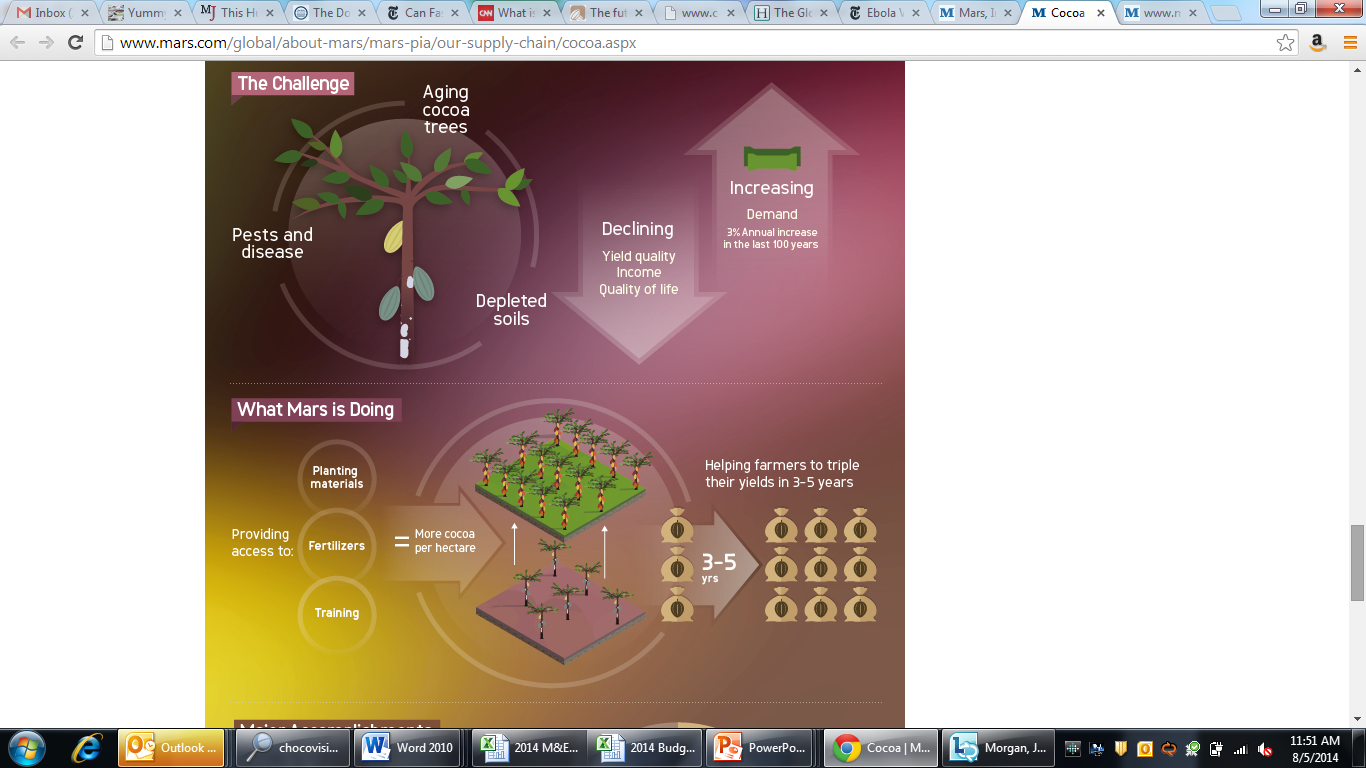 Inbox (
Yumm
This H
The Do
Can Fa
What is
The fut
www.c
The Glo
Ebola
Mars, I
Cocoa
www.m
www.mars.com/global/about-mars/mars-pia/our-supply-chain/cocoa.aspx
The Challenge
Aging
cocoa
trees
Pests and
disease
Depleted
soils
Declining
Yield quality
Income
Quality of life
Increasing
Demand
3% Annual increase
in the last 100 years
What Mars is Doing
Providing
access to:
Planting
materials
Fertilizers
Training
= More cocoa
per hectare
Helping farmers to triple
their yields in 3-5 years
3-5
yrs
Major Accomplishments
Outlook ...
chocovisi...
Word 2010
2014 M&E...
2014 Budg...
PowerPo...
Cocoa | M...
Morgan, J...
11:51 AM
8/5/2014